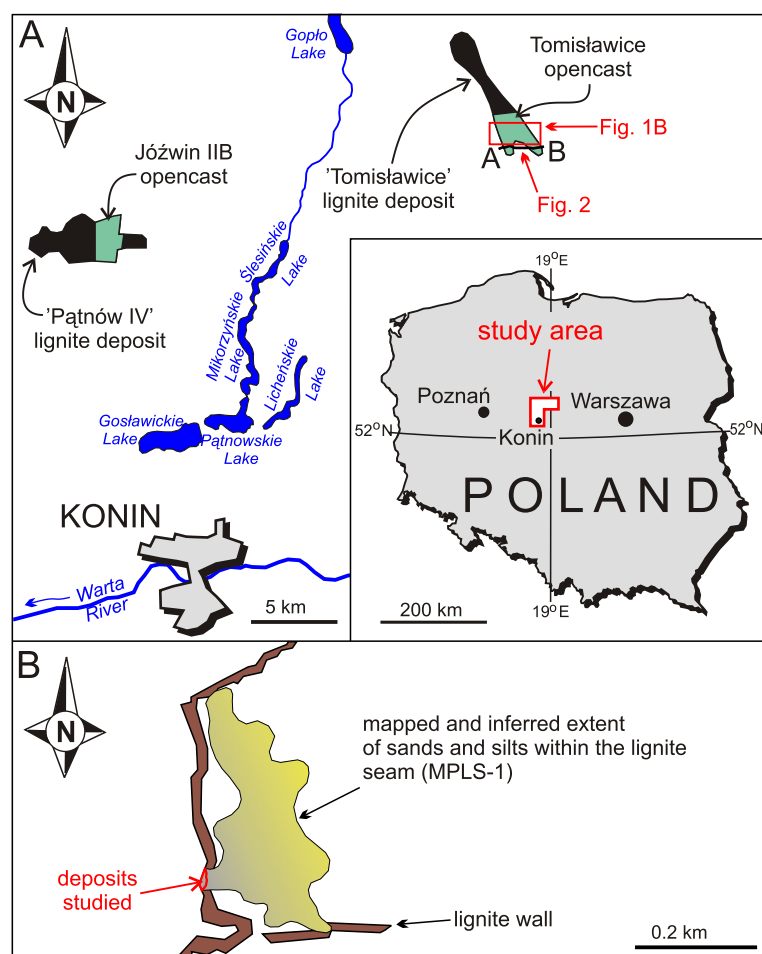 A
N
Gopło
Lake
Tomisławice
opencast
Fig. 1B
A
B
'Tomisławice'
lignite deposit
Fig. 2
Jóźwin IIB
opencast
'Pątnów IV'
lignite deposit
Ślesińskie
Lake
Mikorzyńskie
Lake
Licheńskie
Lake
Gosławickie
Lake
Pątnowskie
Lake
KONIN
Warta
River
5 km
19°E
study area
Poznań
Warszawa
52°N
52°N
Konin
POLAND
19°E
200 km
B
N
mapped and inferred extent
of sands and silts within the lignite
seam (MPLS-1)
deposits
studied
lignite wall
0.2 km